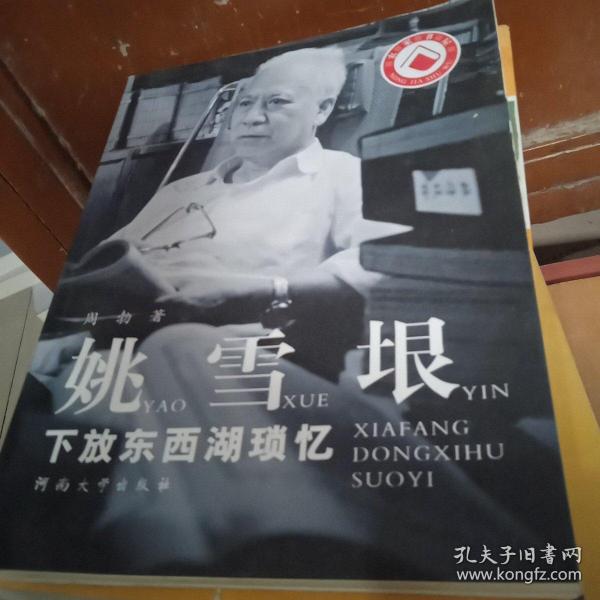 周勃著
姚雪垠
YAO XUE YIN
下放东西湖琐忆
XIAFANG
DONGXIHU
SUOYI
河南大学出版社
孔夫子旧书网
www.kongfz.com